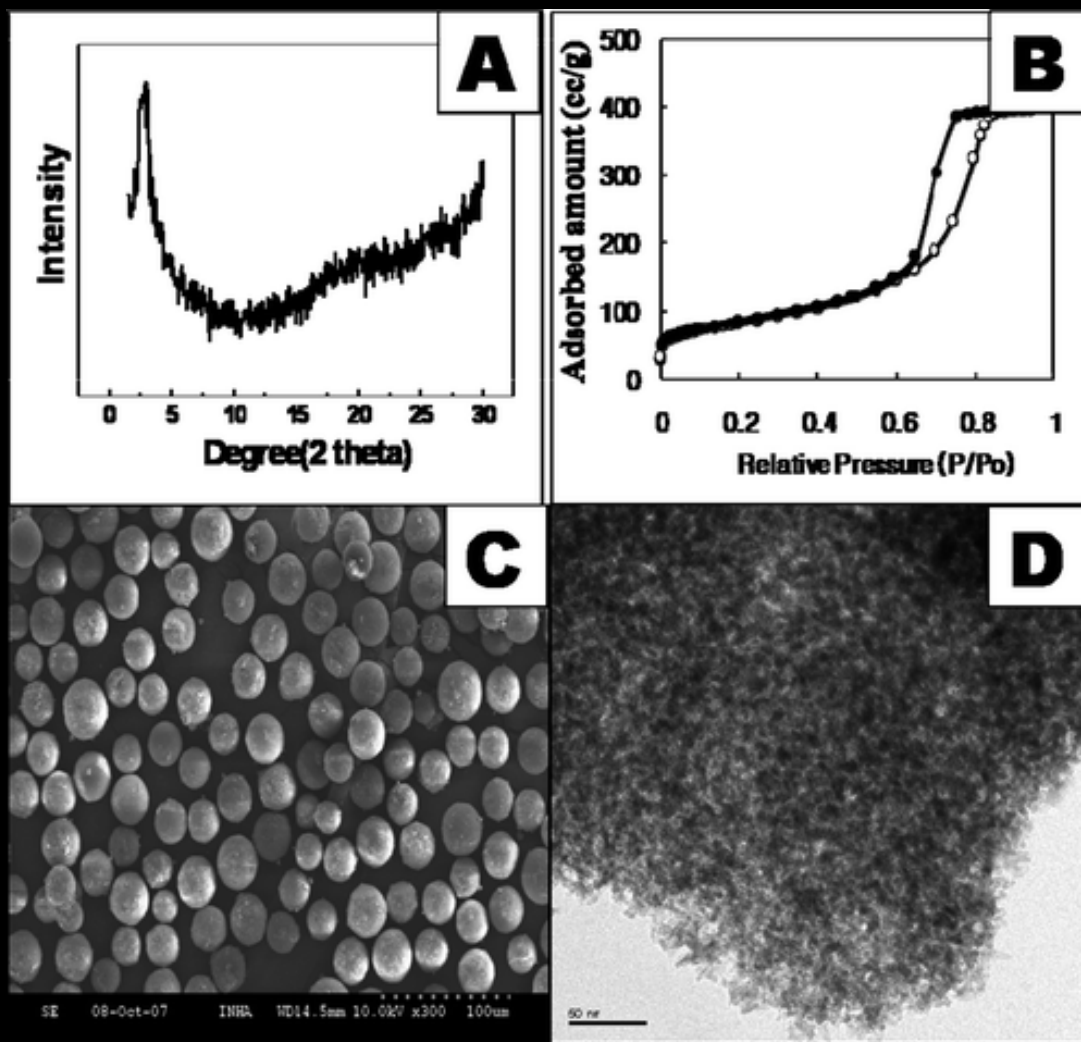 A
Intensity
0 5 10 15 20 25 30
Degree(2 theta)
B
Adsorbed amount (cc/g)
500
400
300
200
100
0
0 0.2 0.4 0.6 0.8 1
Relative Pressure (P/Po)
C
SE 08-Oct-07 INHA WD14.5mm 10.0kV x300 100um
D
50 nm